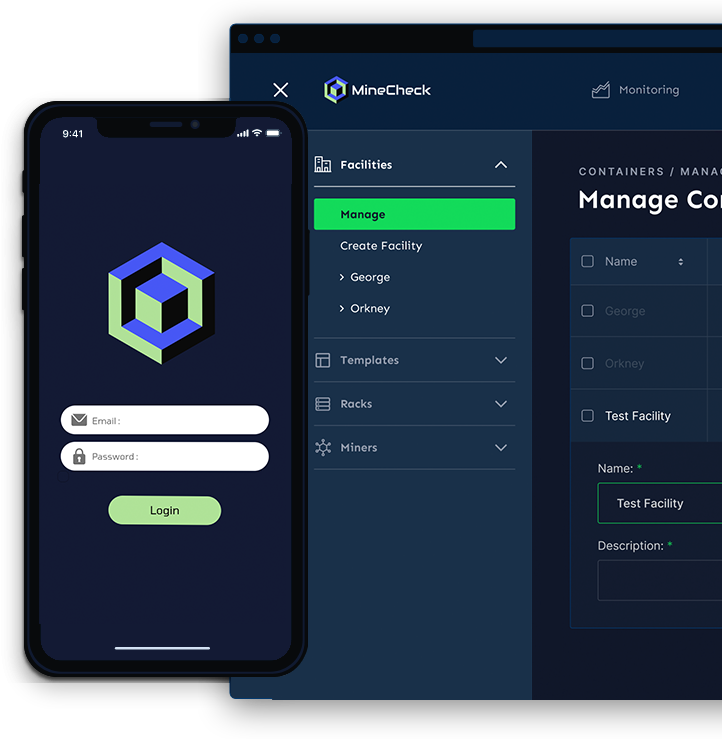 9:41
Email:
Password:
Login
MineCheck
Monitoring
Facilities
Manage
Create Facility
George
Orkney
Templates
Racks
Miners
CONTAINERS / MANA
Manage Co
Name
George
Orkney
Test Facility
Name: *
Test Facility
Description: *